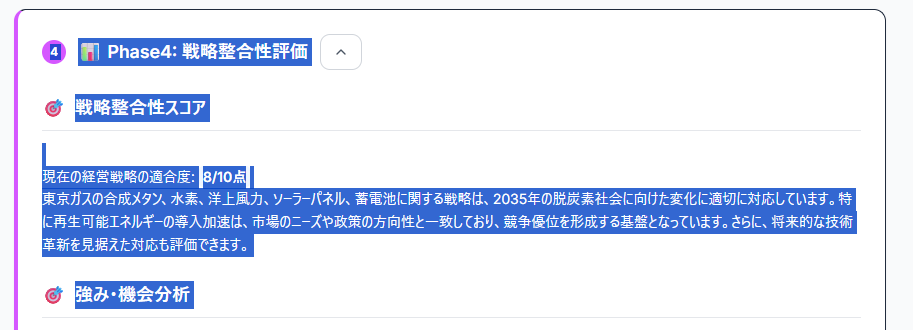 4 Phase4: 戦略整合性評価
戦略整合性スコア
現在の経営戦略の適合度: 8/10点
東京ガスの合成メタン、水素、洋上風力、ソーラーパネル、蓄電池に関する戦略は、2035年の脱炭素社会に向けた変化に適切に対応しています。特
に再生可能エネルギーの導入加速は、市場のニーズや政策の方向性と一致しており、競争優位を形成する基盤となっています。さらに、将来的な技術
革新を見据えた対応も評価できます。
強み・機会分析